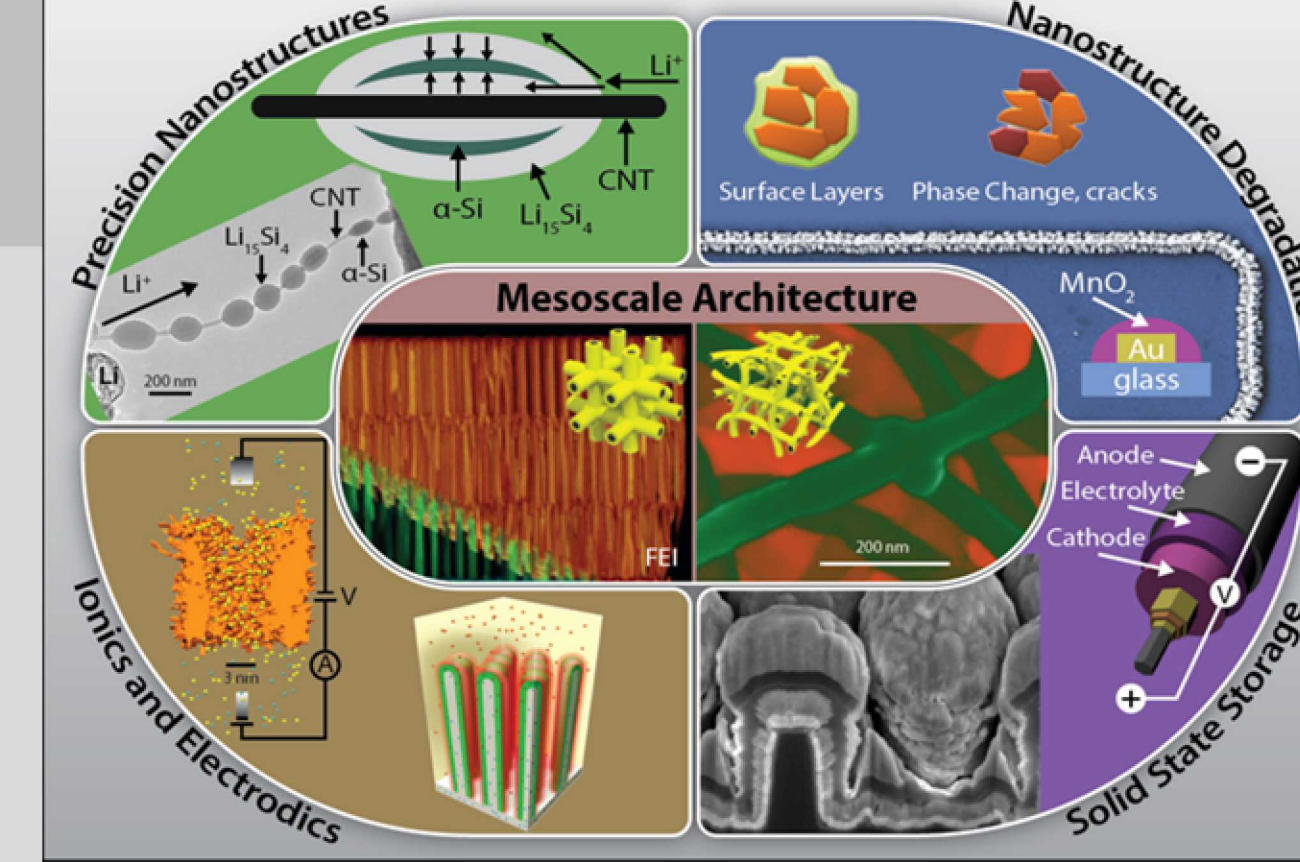 Precision Nanostructures
Li⁺
CNT
α-Si
Li₁₅Si₄
CNT
Li₁₅Si₄
α-Si
Li⁺
Li
200 nm
Nanostructure Degradati
Surface Layers
Phase Change, cracks
MnO₂
Au
glass
Mesoscale Architecture
FEI
200 nm
Ionics and Electrodics
V
A
3 nm
Solid State Storage
Anode
Electrolyte
Cathode
−
V
+